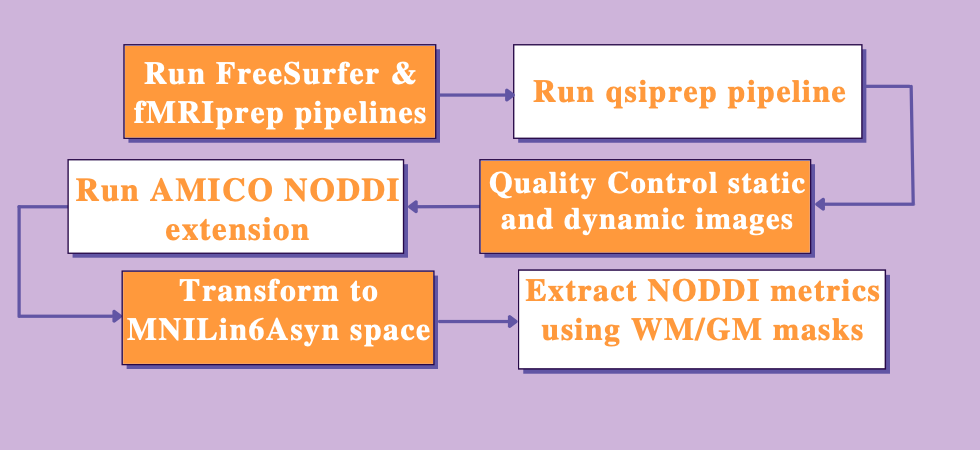 Run FreeSurfer &
fMRIprep pipelines
Run qsiprep pipeline
Quality Control static
and dynamic images
Run AMICO NODDI
extension
Transform to
MNILin6Asyn space
Extract NODDI metrics
using WM/GM masks